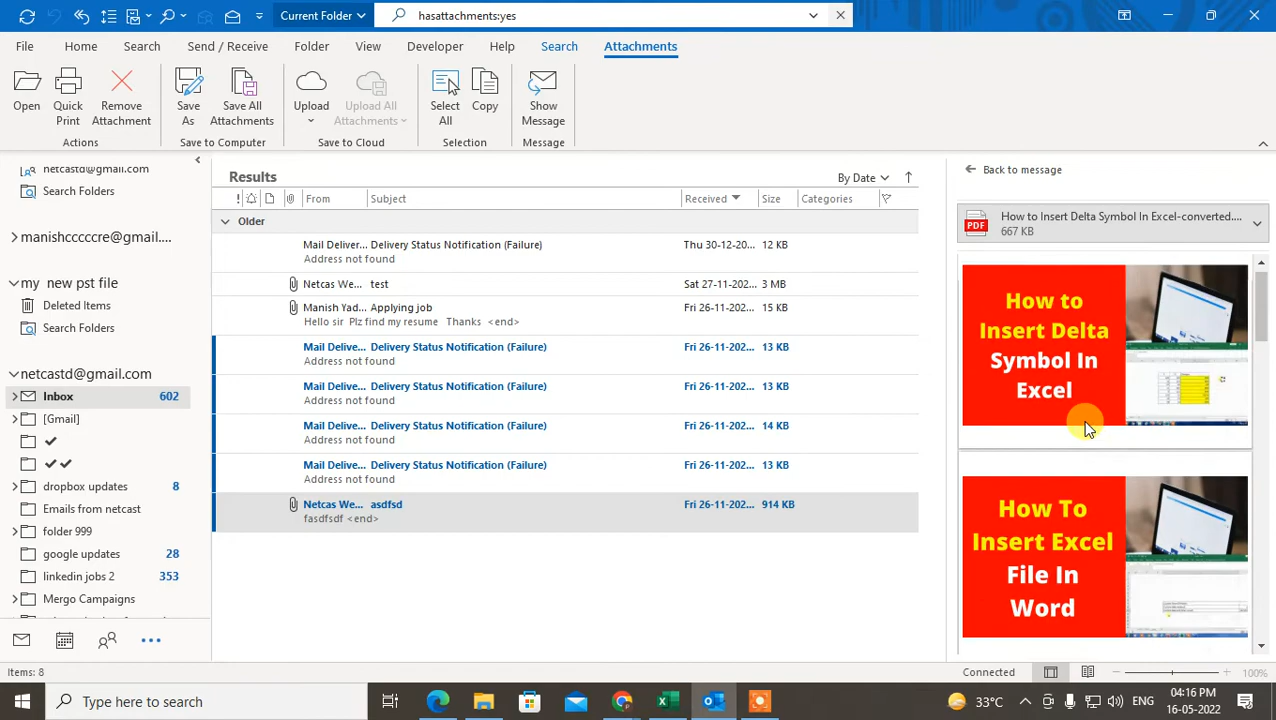 Current Folder
hasattachments:yes
File Home Search Send / Receive Folder View Developer Help Search Attachments
Open Quick Print Remove Attachment Save As Save All Attachments Upload Upload All Attachments Select All Copy Show Message
Actions Save to Computer Save to Cloud Selection Message
netcastd@gmail.com
Search Folders
manishcccccre@gmail....
my new pst file
Deleted Items
Search Folders
netcastd@gmail.com
Inbox 602
[Gmail]
dropbox updates 8
Emails from netcast
folder 999
google updates 28
linkedin jobs 2 353
Mergo Campaigns
Results
By Date
From Subject Received Size Categories
Older
Mail Deliver... Delivery Status Notification (Failure) Thu 30-12-20... 12 KB
Address not found
Netcas We... test Sat 27-11-202... 3 MB
Manish Yad... Applying job Fri 26-11-202... 15 KB
Hello sir Plz find my resume Thanks <end>
Mail Delive... Delivery Status Notification (Failure) Fri 26-11-202... 13 KB
Address not found
Mail Delive... Delivery Status Notification (Failure) Fri 26-11-202... 13 KB
Address not found
Mail Delive... Delivery Status Notification (Failure) Fri 26-11-202... 14 KB
Address not found
Mail Delive... Delivery Status Notification (Failure) Fri 26-11-202... 13 KB
Address not found
Netcas We... asdfsd Fri 26-11-202... 914 KB
fasdfsdf <end>
Back to message
PDF
How to Insert Delta Symbol In Excel-converted....
667 KB
How to
Insert Delta
Symbol In
Excel
How To
Insert Excel
File In
Word
Items: 8
Connected
100%
Type here to search
33°C
ENG
04:16 PM
16-05-2022